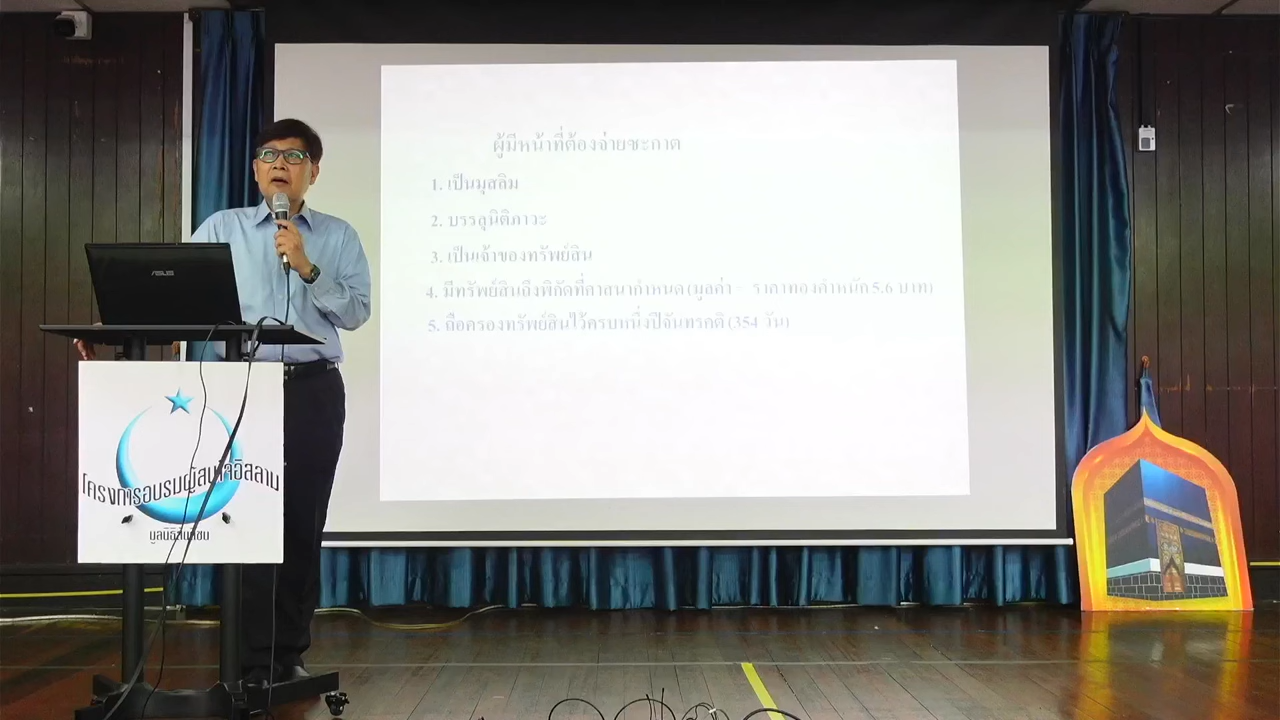 ผู้มีหน้าที่ต้องจ่ายซะกาต
1. เป็นมุสลิม
2. บรรลุนิติภาวะ
3. เป็นเจ้าของทรัพย์สิน
4. มีทรัพย์สินถึงพิกัดที่ศาสนากำหนด (มูลค่า = ราคาทองคำหนัก 5.6 บาท)
5. ถือครองทรัพย์สินไว้ครบหนึ่งปีจันทรคติ (354 วัน)
ASUS
โครงการอบรมผู้สนใจอิสลาม
มูลนิธิสันติชน